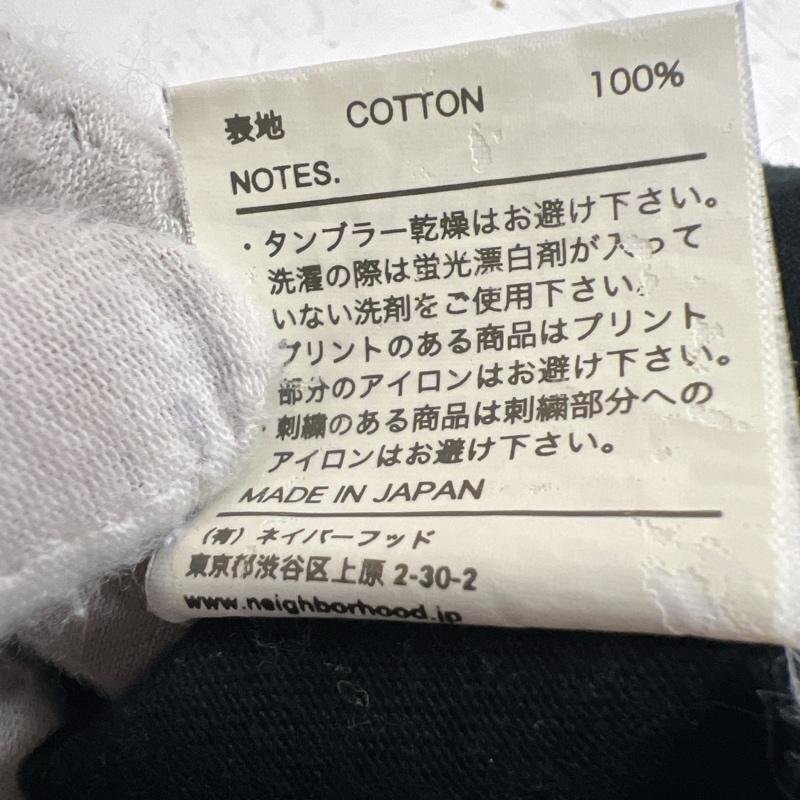 表地 COTTON 100%
NOTES.
・タンブラー乾燥はお避け下さい。
洗濯の際は蛍光漂白剤が入って
いない洗剤をご使用下さい。
プリントのある商品はプリント
部分のアイロンはお避け下さい。
・刺繍のある商品は刺繍部分への
アイロンはお避け下さい。
MADE IN JAPAN
(有)ネイバーフッド
東京都渋谷区上原 2-30-2
www.neighborhood.jp